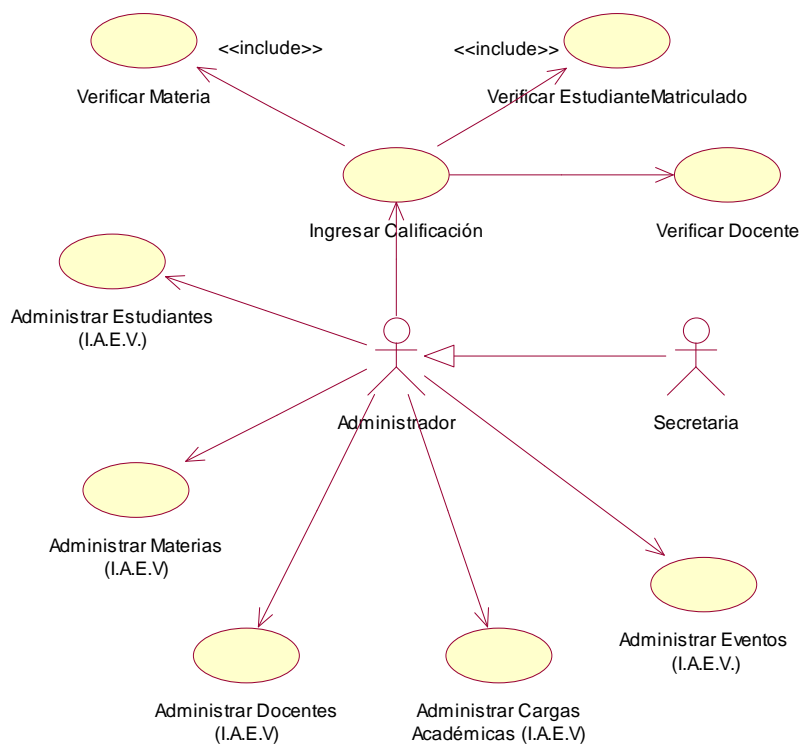 <<include>>
<<include>>
Verificar Materia
Verificar EstudianteMatriculado
Ingresar Calificación
Verificar Docente
Administrar Estudiantes
(I.A.E.V.)
Administrador
Secretaria
Administrar Materias
(I.A.E.V)
Administrar Eventos
(I.A.E.V.)
Administrar Docentes
(I.A.E.V)
Administrar Cargas
Académicas (I.A.E.V)